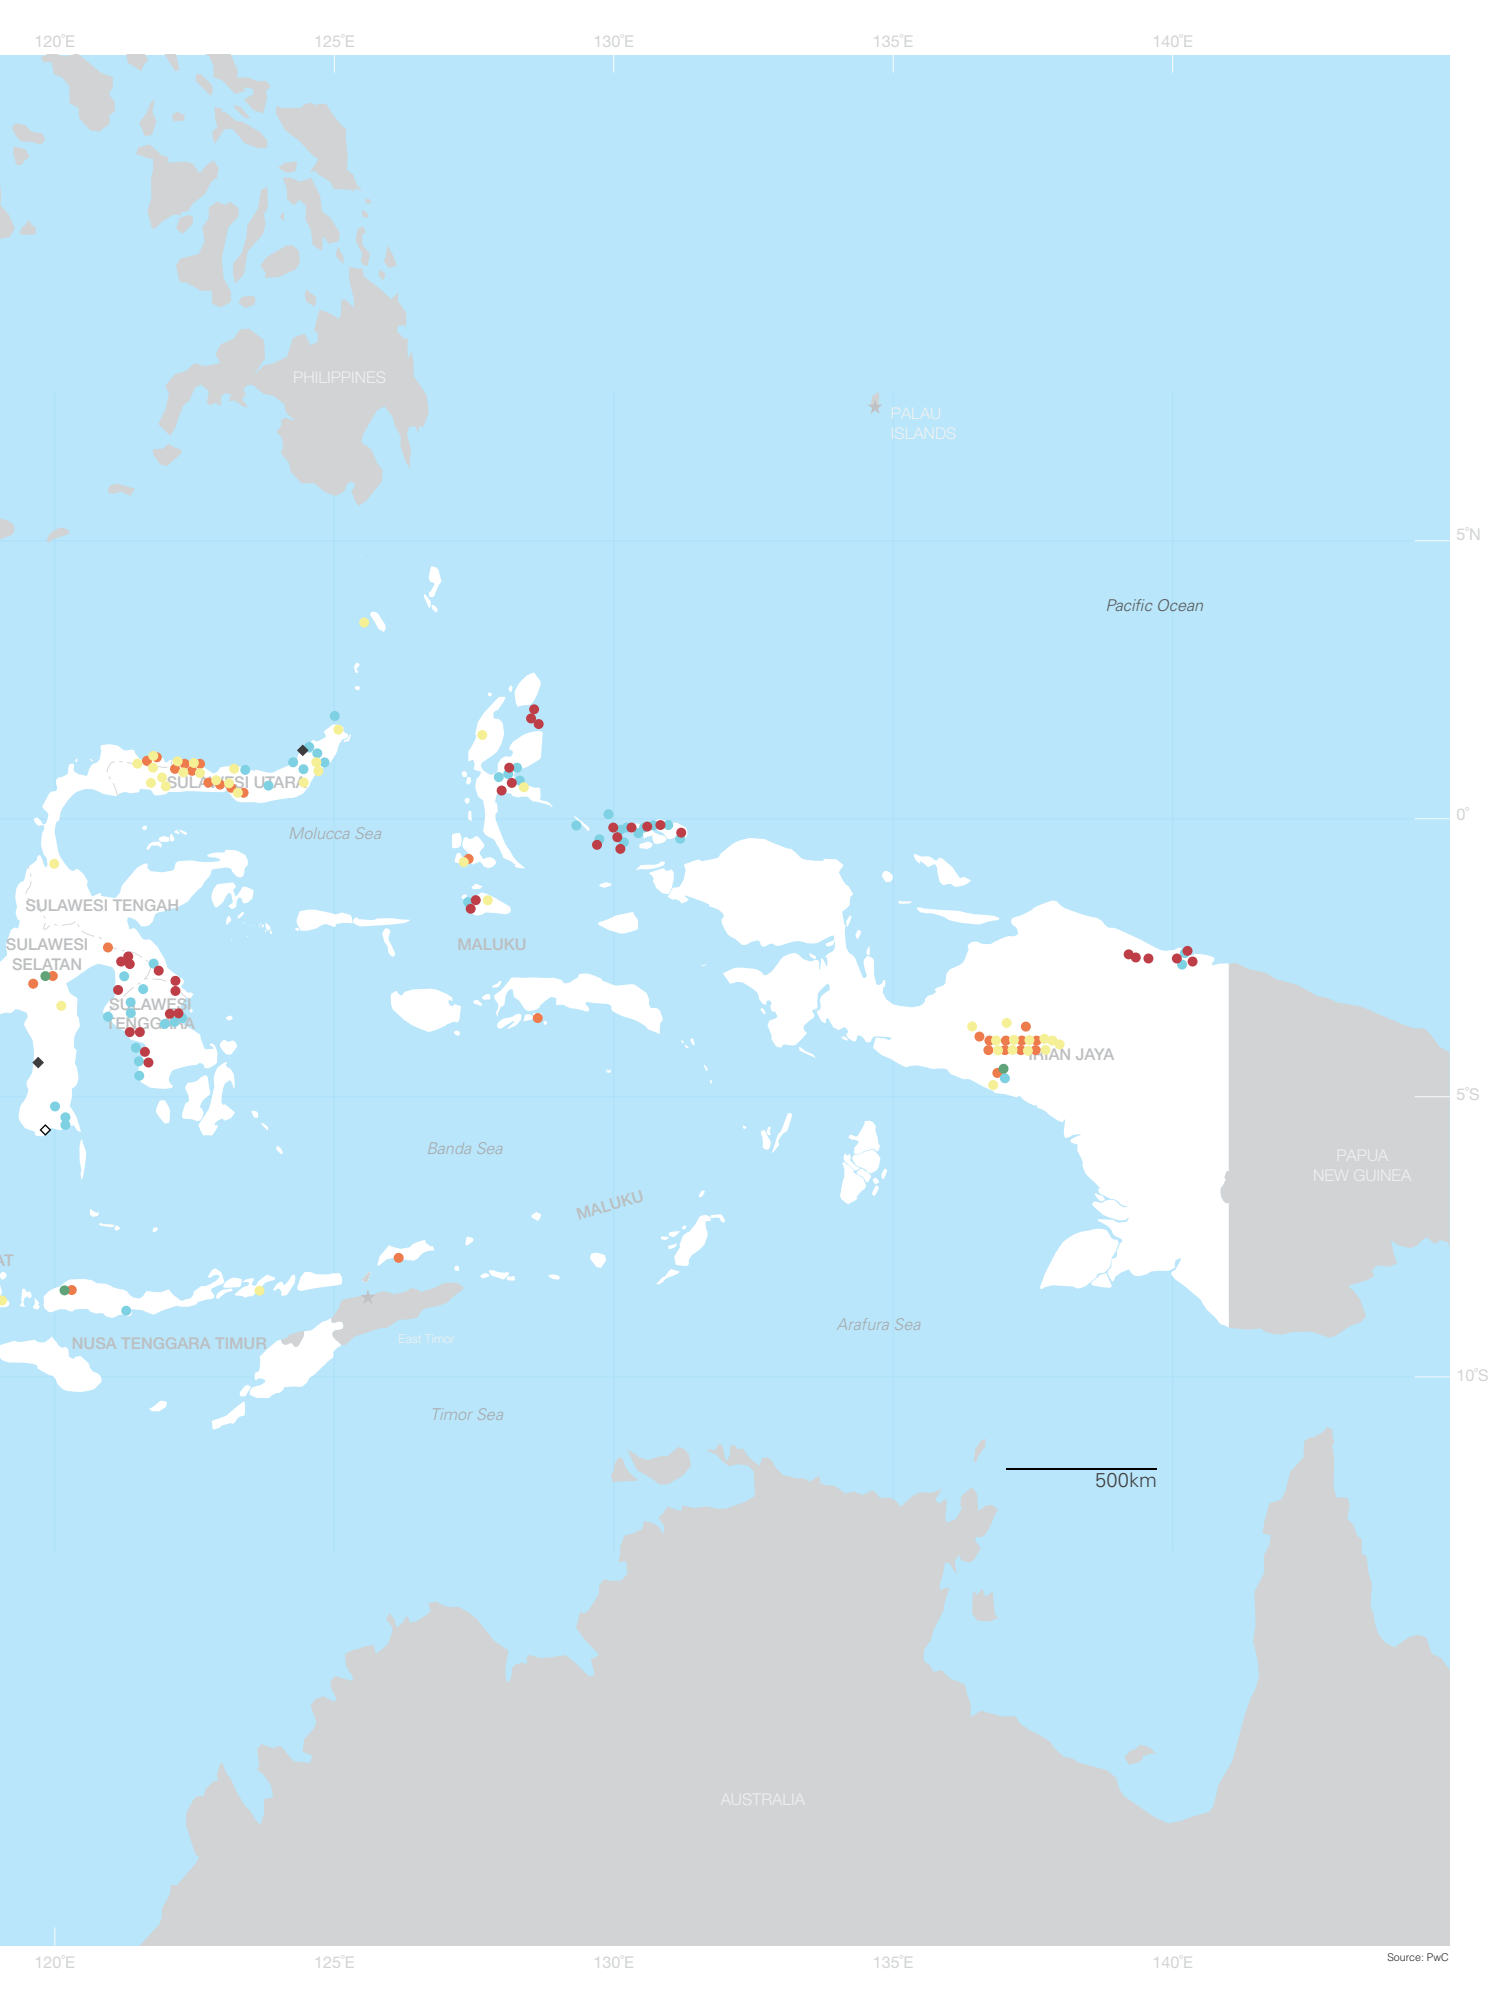 120°E 125°E 130°E 135°E 140°E
PHILIPPINES
PALAU
ISLANDS
5°N
Pacific Ocean
SULAWESI UTARA
0°
Molucca Sea
SULAWESI TENGAH
SULAWESI
SELATAN
MALUKU
SULAWESI
TENGGARA
IRIAN JAYA
5°S
Banda Sea
PAPUA
NEW GUINEA
MALUKU
AT
Arafura Sea
NUSA TENGGARA TIMUR
East Timor
10°S
Timor Sea
500km
AUSTRALIA
120°E 125°E 130°E 135°E 140°E
Source: PwC